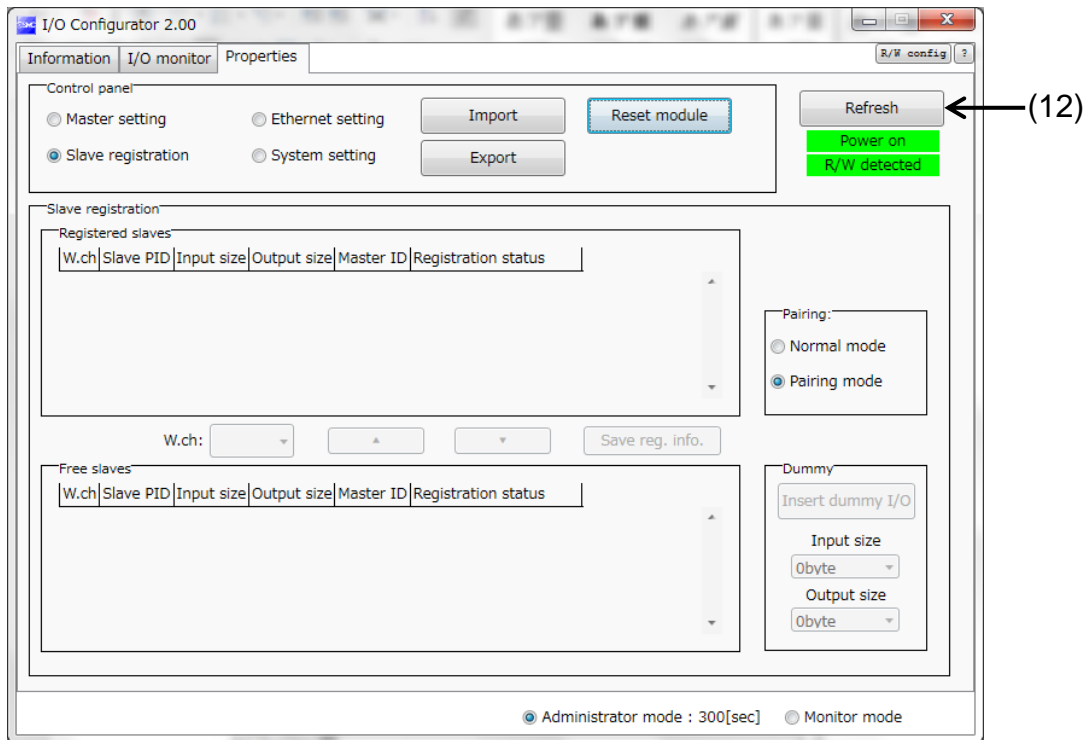 I/O Configurator 2.00
Information I/O monitor Properties R/W config ?
Control panel
Master setting Ethernet setting Import Reset module Refresh (12)
Power on
Slave registration System setting Export R/W detected
Slave registration
Registered slaves
W.ch Slave PID Input size Output size Master ID Registration status
Pairing:
Normal mode
Pairing mode
W.ch: Save reg. info.
Free slaves Dummy
W.ch Slave PID Input size Output size Master ID Registration status Insert dummy I/O
Input size
0byte
Output size
0byte
Administrator mode : 300[sec] Monitor mode